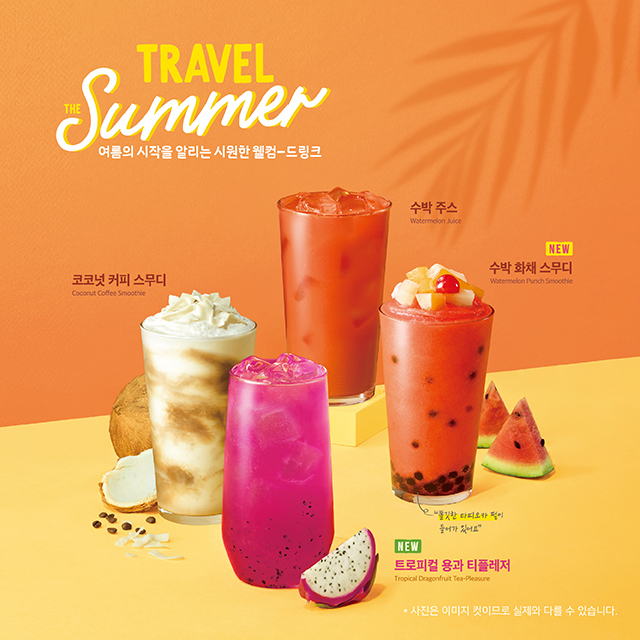 TRAVEL
THE Summer
여름의 시작을 알리는 시원한 웰컴-드링크
수박 주스
Watermelon Juice
NEW
수박 화채 스무디
Watermelon Punch Smoothie
코코넛 커피 스무디
Coconut Coffee Smoothie
"쫄깃한 타피오카 펄이
들어가 있어요"
NEW
트로피컬 용과 티플레저
Tropical Dragonfruit Tea-Pleasure
* 사진은 이미지 컷이므로 실제와 다를 수 있습니다.